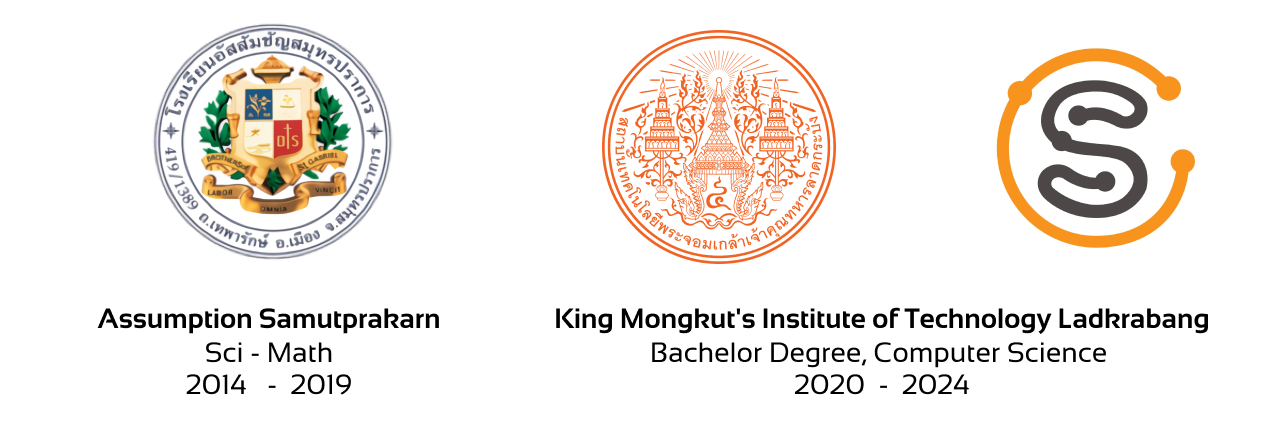 โรงเรียนอัสสัมชัญสมุทรปราการ
419/1389 ถ.เทพารักษ์ อ.เมือง จ.สมุทรปราการ
BROTHERS OF ST GABRIEL
LABOR OMNIA VINCIT
สถาบันเทคโนโลยีพระจอมเกล้าเจ้าคุณทหารลาดกระบัง
๔
S
Assumption Samutprakarn
Sci - Math
2014 - 2019
King Mongkut's Institute of Technology Ladkrabang
Bachelor Degree, Computer Science
2020 - 2024